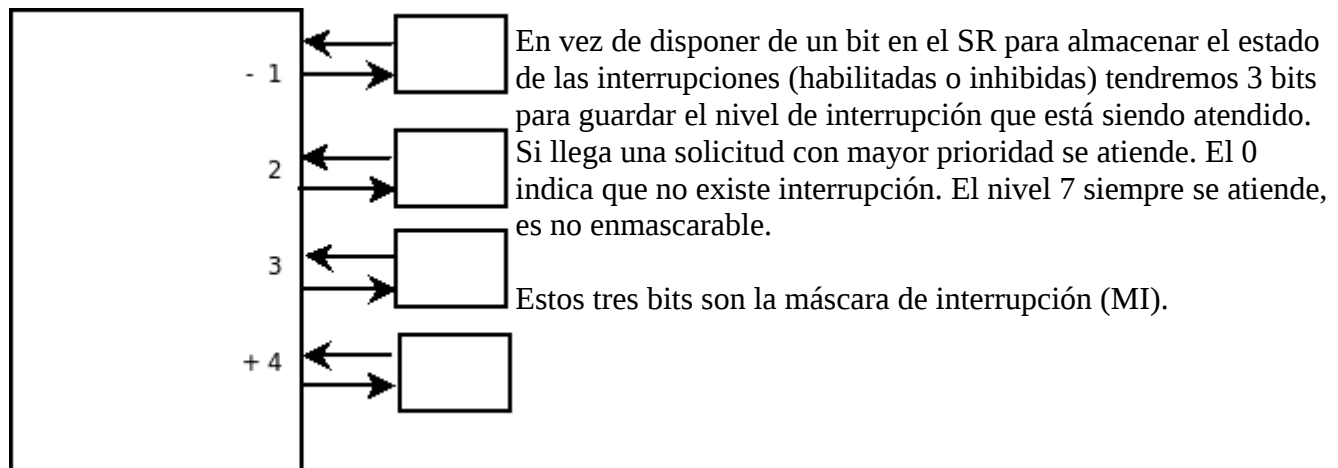 - 1
2
3
+ 4
En vez de disponer de un bit en el SR para almacenar el estado
de las interrupciones (habilitadas o inhibidas) tendremos 3 bits
para guardar el nivel de interrupción que está siendo atendido.
Si llega una solicitud con mayor prioridad se atiende. El 0
indica que no existe interrupción. El nivel 7 siempre se atiende,
es no enmascarable.
Estos tres bits son la máscara de interrupción (MI).